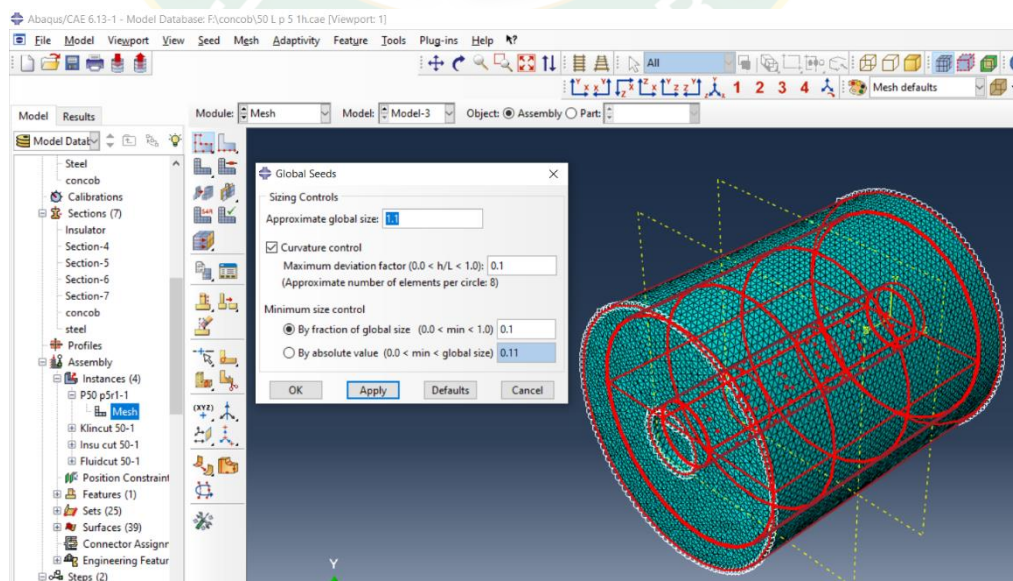 Abaqus/CAE 6.13-1 - Model Database: F:\concob\50 L p 5 1h.cae [Viewport: 1]
File Model Viewport View Seed Mesh Adaptivity Feature Tools Plug-ins Help
All
1 2 3 4 Mesh defaults
Model Results
Module: Mesh Model: Model-3 Object: Assembly Part:
Model Datab
Steel
concob
Calibrations
Sections (7)
Insulator
Section-4
Section-5
Section-6
Section-7
concob
steel
Profiles
Assembly
Instances (4)
P50 p5r1-1
Mesh
Klincut 50-1
Insu cut 50-1
Fluidcut 50-1
Position Constraint
Features (1)
Sets (25)
Surfaces (39)
Connector Assignr
Engineering Featur
Steps (2)
Global Seeds
Sizing Controls
Approximate global size: 1.1
Curvature control
Maximum deviation factor (0.0 < h/L < 1.0): 0.1
(Approximate number of elements per circle: 8)
Minimum size control
By fraction of global size (0.0 < min < 1.0) 0.1
By absolute value (0.0 < min < global size) 0.11
OK Apply Defaults Cancel
(XYZ)
Y